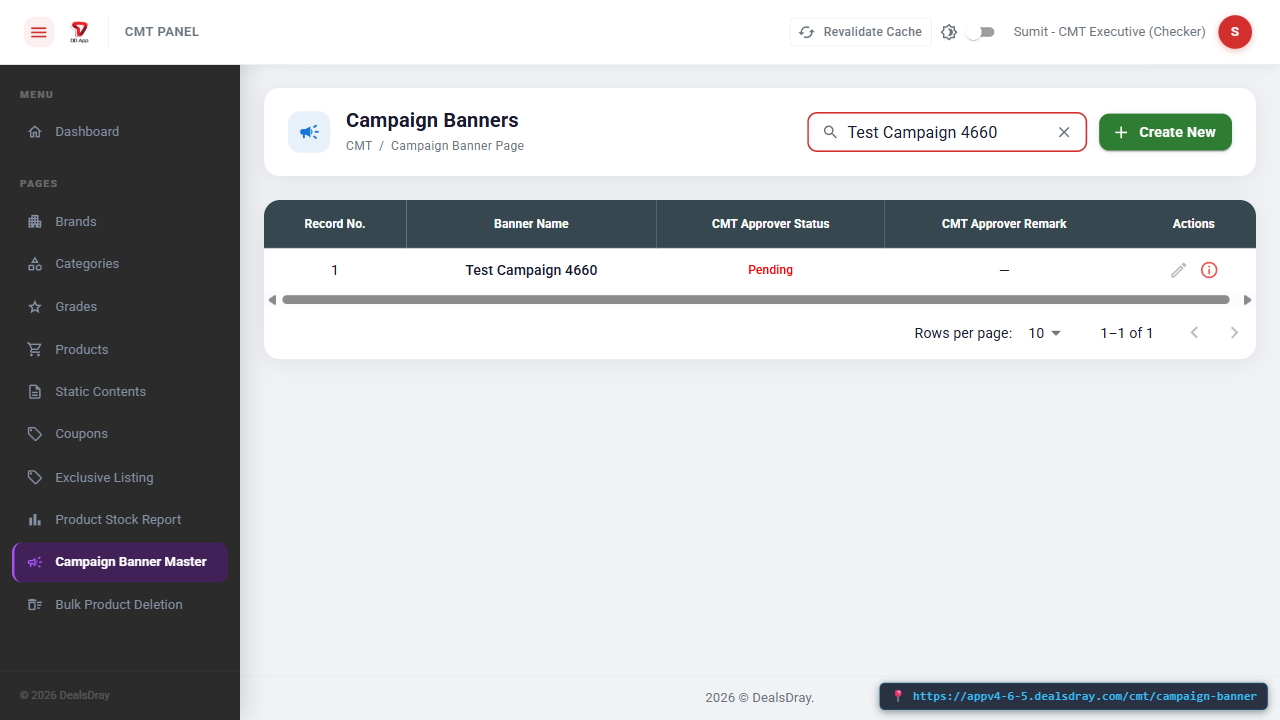 DD App
CMT PANEL
Revalidate Cache
Sumit - CMT Executive (Checker)
S
MENU
Dashboard
PAGES
Brands
Categories
Grades
Products
Static Contents
Coupons
Exclusive Listing
Product Stock Report
Campaign Banner Master
Bulk Product Deletion
© 2026 DealsDray
Campaign Banners
CMT / Campaign Banner Page
Test Campaign 4660
Create New
Record No. Banner Name CMT Approver Status CMT Approver Remark Actions
1 Test Campaign 4660 Pending —
Rows per page: 10 1–1 of 1
2026 © DealsDray.
https://appv4-6-5.dealsdray.com/cmt/campaign-banner